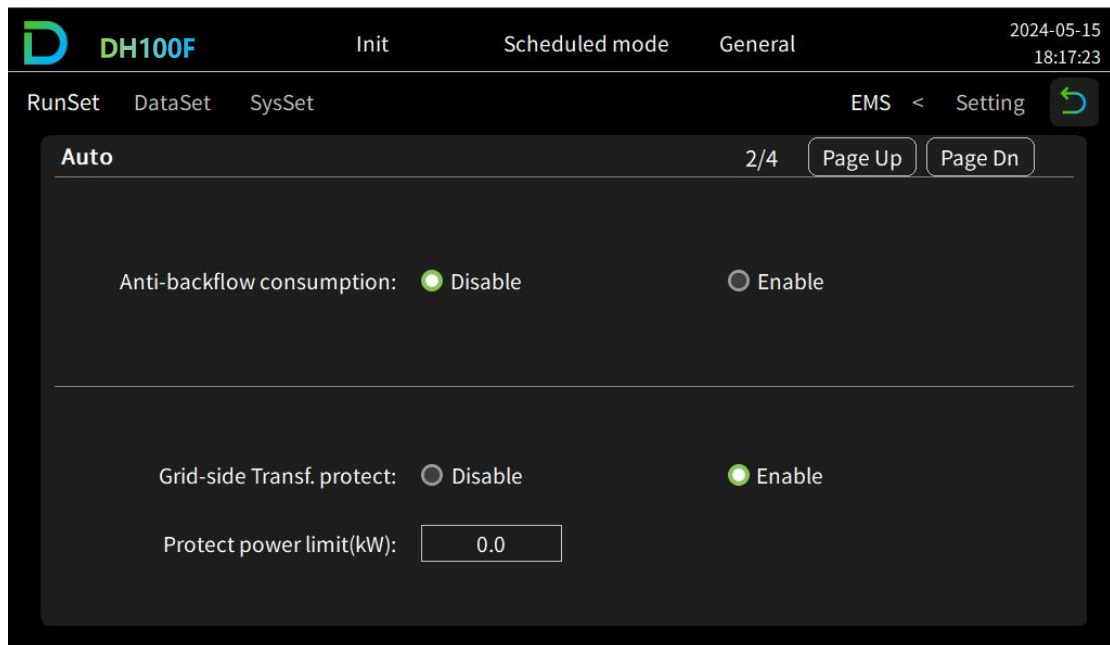 DH100F Init Scheduled mode General 2024-05-15
18:17:23
RunSet DataSet SysSet EMS < Setting
Auto 2/4 Page Up Page Dn
Anti-backflow consumption: Disable Enable
Grid-side Transf. protect: Disable Enable
Protect power limit(kW): 0.0